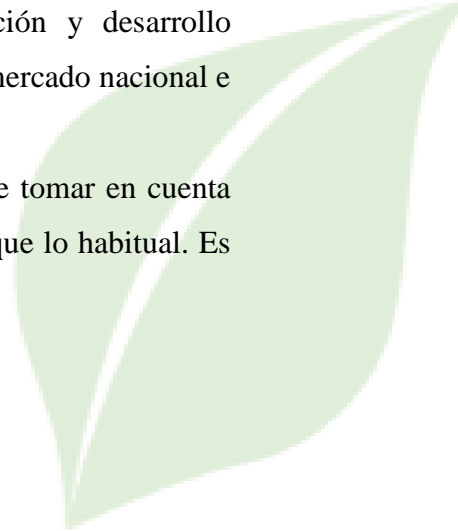 ción y desarrollo
mercado nacional e
e tomar en cuenta
que lo habitual. Es